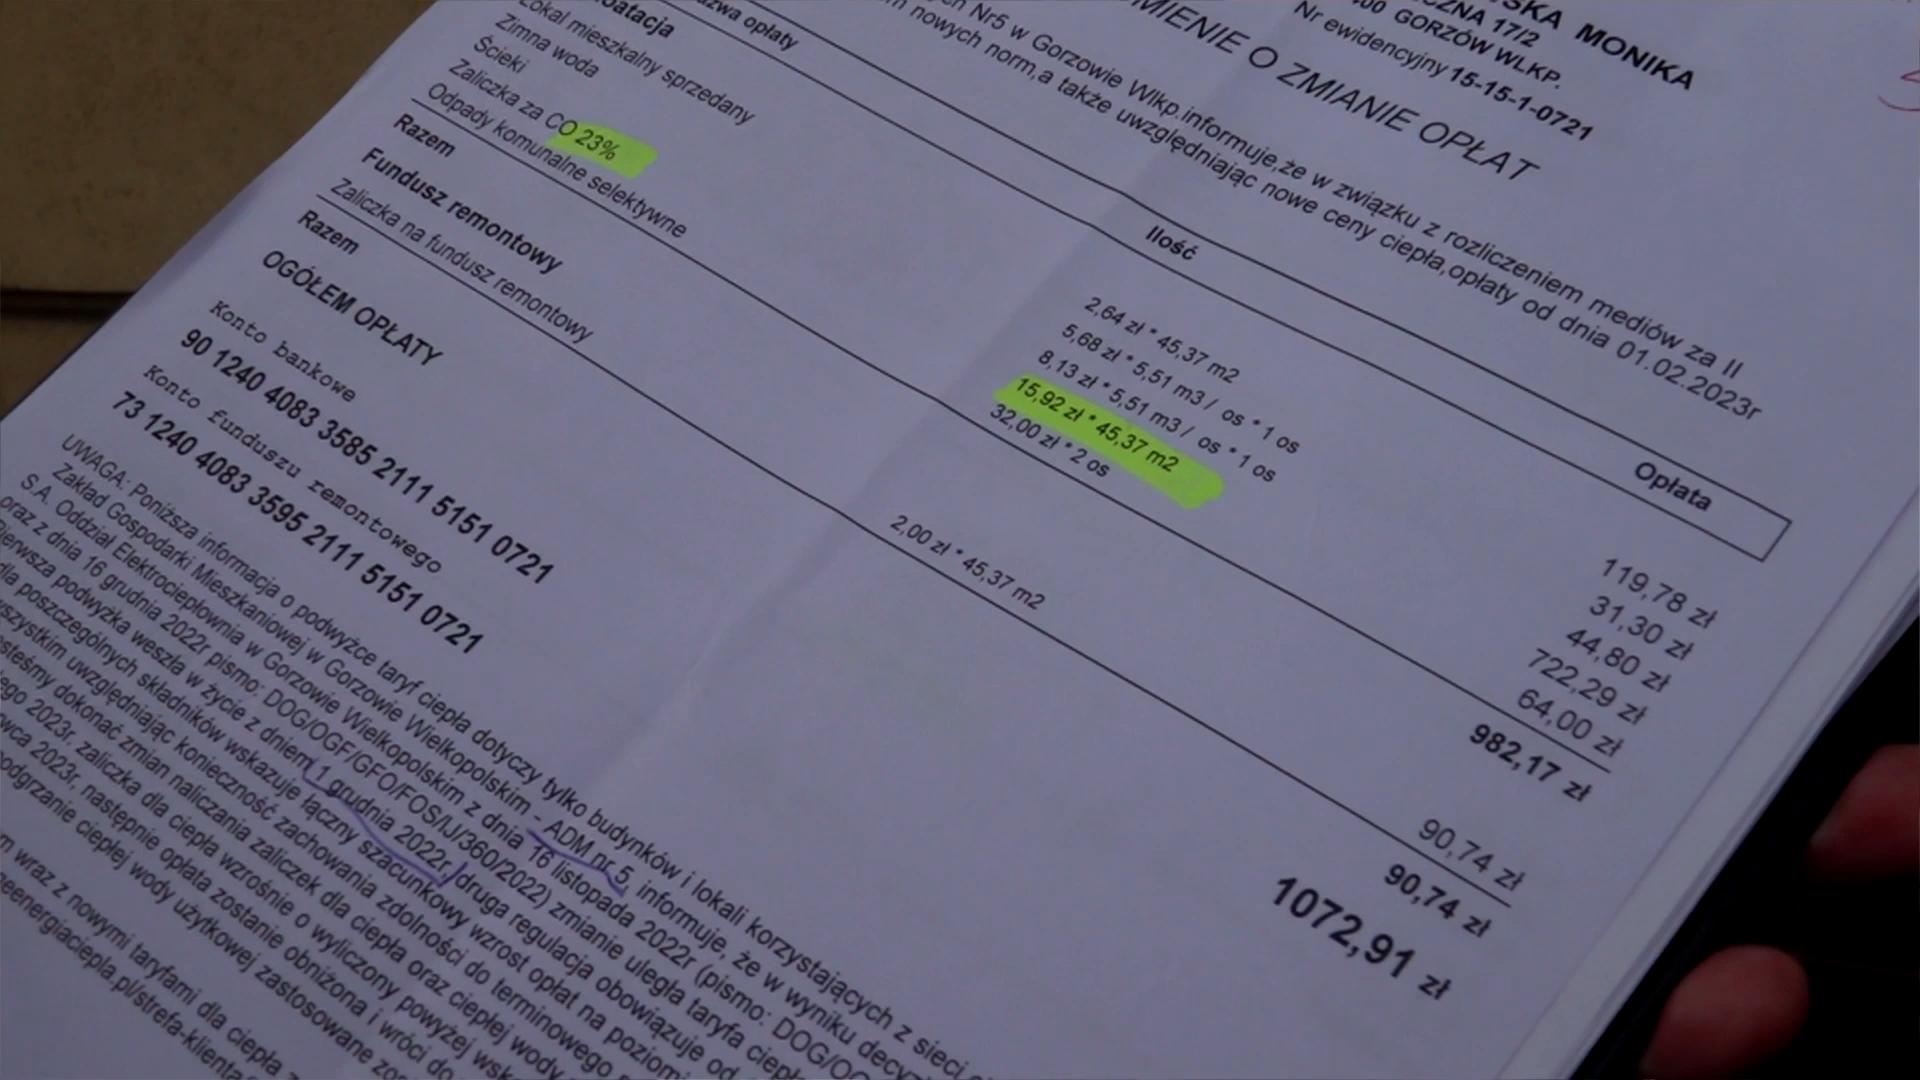 SKA MONIKA
CZNA 17/2
400 GORZÓW WLKP.
Nr ewidencyjny 15-15-1-0721
MIENIE O ZMIANIE OPŁAT
Nr5 w Gorzowie Wlkp.informuje,że w związku z rozliczeniem mediów za II
nowych norm,a także uwzględniając nowe ceny ciepła,opłaty od dnia 01.02.2023r
opłaty Ilość Opłata
Lokal mieszkalny sprzedany 2,64 zł * 45,37 m2 119,78 zł
Zimna woda 5,68 zł * 5,51 m3 / os * 1 os 31,30 zł
Ścieki 8,13 zł * 5,51 m3 / os * 1 os 44,80 zł
Zaliczka za CO 23% 15,92 zł * 45,37 m2 722,29 zł
Odpady komunalne selektywne 32,00 zł * 2 os 64,00 zł
Razem 982,17 zł
Fundusz remontowy
Zaliczka na fundusz remontowy 2,00 zł * 45,37 m2 90,74 zł
Razem 90,74 zł
OGÓŁEM OPŁATY 1072,91 zł
Konto bankowe
90 1240 4083 3585 2111 5151 0721
Konto funduszu remontowego
73 1240 4083 3595 2111 5151 0721
UWAGA: Poniższa informacja o podwyżce taryf ciepła dotyczy tylko budynków i lokali korzystających z sieci
Zakład Gospodarki Mieszkaniowej w Gorzowie Wielkopolskim - ADM nr 5, informuje, że w wyniku decyzji
S.A. Oddział Elektrociepłownia w Gorzowie Wielkopolskim z dnia 16 listopada 2022r (pismo: DOG/OG
oraz z dnia 16 grudnia 2022r pismo: DOG/OGF/GFO/FOS/IJ/360/2022) zmianie uległa taryfa ciepła
Pierwsza podwyżka weszła w życie z dniem 1 grudnia 2022r, druga regulacja obowiązuje od
dla poszczególnych składników wskazuje łączny szacunkowy wzrost opłat na poziomie
wszystkim uwzględniając konieczność zachowania zdolności do terminowego
jesteśmy dokonać zmian naliczania zaliczek dla ciepła oraz ciepłej wody
2023r, zaliczka dla ciepła wzrośnie o wyliczony powyżej
2023r, następnie opłata zostanie obniżona i wróci do
podgrzanie ciepłej wody użytkowej zastosowane
wraz z nowymi taryfami dla ciepła
energiaciepla.pl/strefa-klienta